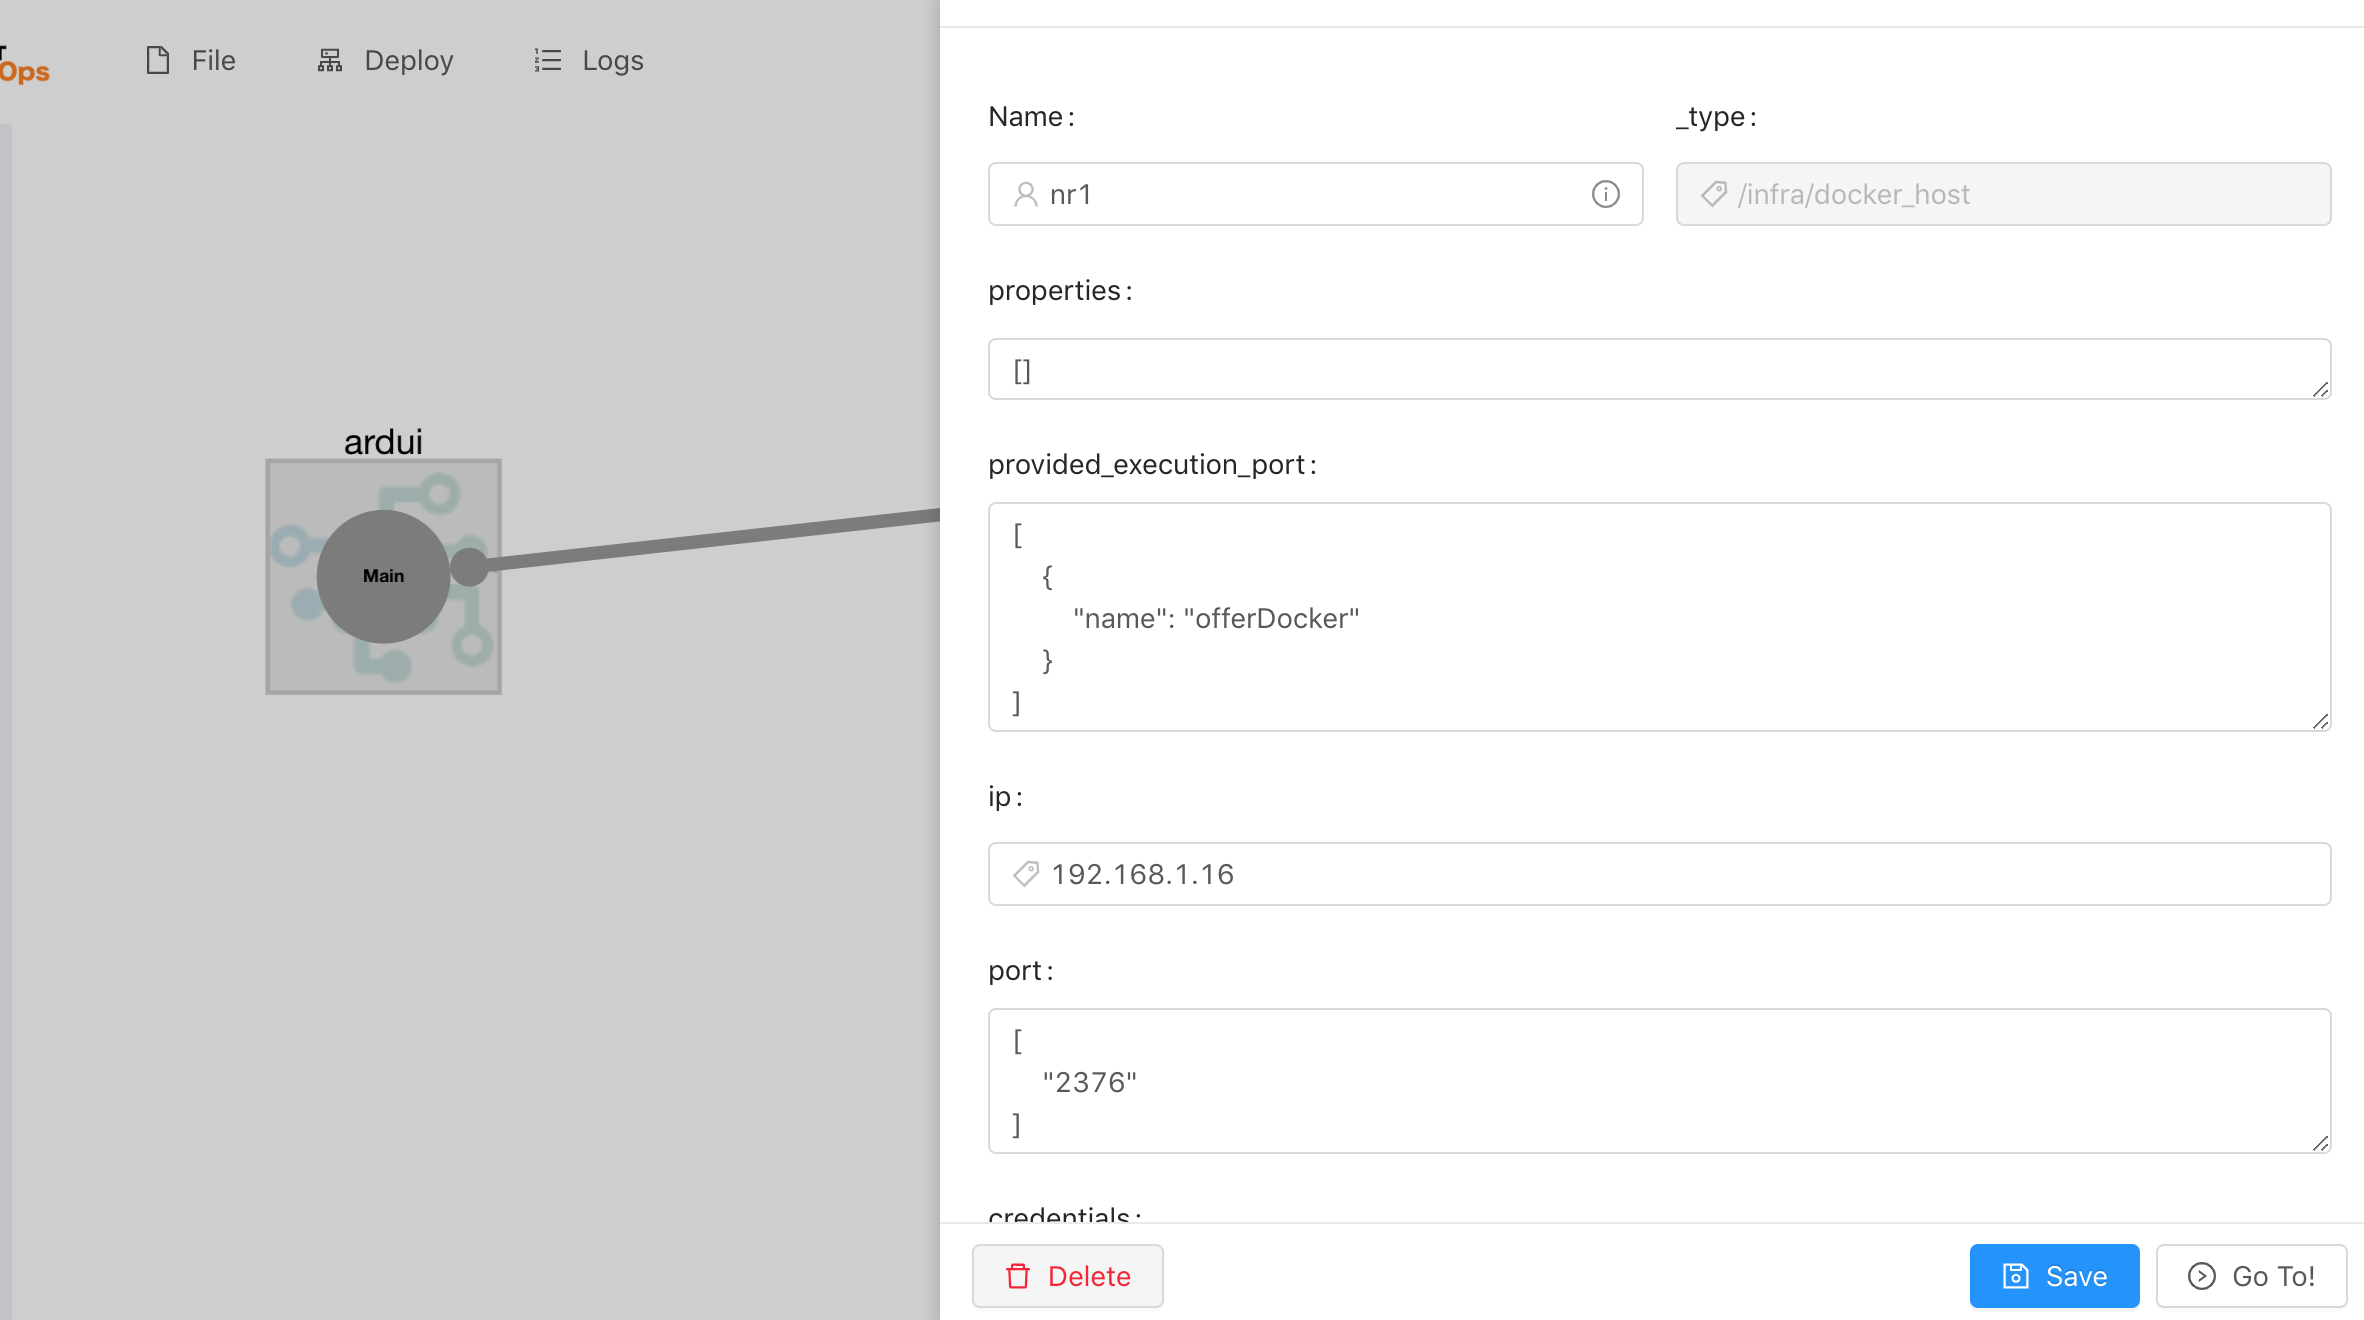 Ops
File
Deploy
Logs
ardui
Main
Name :
_type :
nr1
/infra/docker_host
properties :
[]
provided_execution_port :
[
{
"name": "offerDocker"
}
]
ip :
192.168.1.16
port :
[
"2376"
]
credentials :
Delete
Save
Go To!